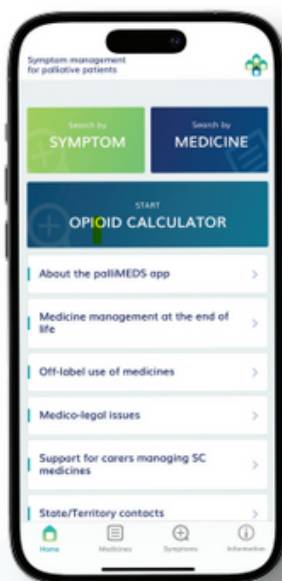 Symptom management
for palliative patients
Search by
SYMPTOM
Search by
MEDICINE
START
OPIOID CALCULATOR
About the palliMEDS app
Medicine management at the end of
life
Off-label use of medicines
Medico-legal issues
Support for carers managing SC
medicines
State/Territory contacts
Home
Medicines
Symptoms
Information